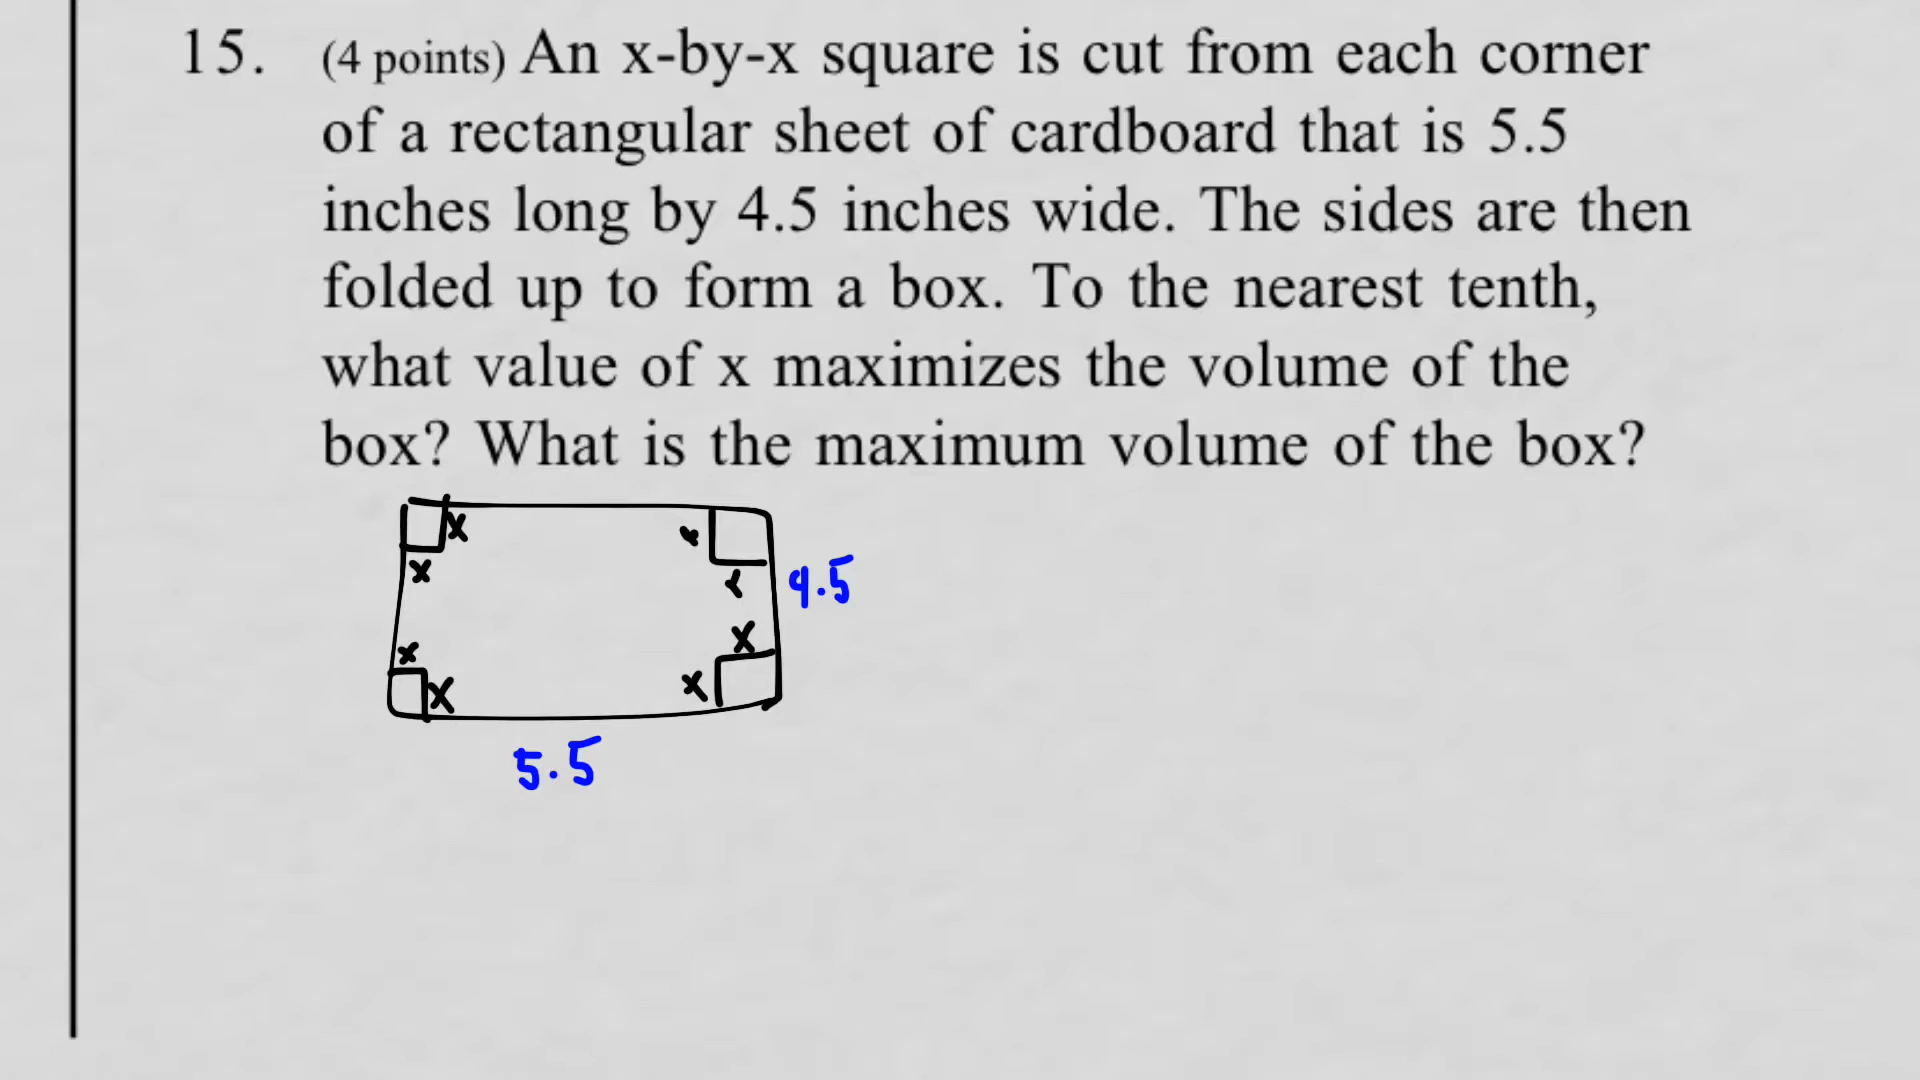 15. (4 points) An x-by-x square is cut from each corner
of a rectangular sheet of cardboard that is 5.5
inches long by 4.5 inches wide. The sides are then
folded up to form a box. To the nearest tenth,
what value of x maximizes the volume of the
box? What is the maximum volume of the box?
x x
x x 4.5
x x
x x
5.5